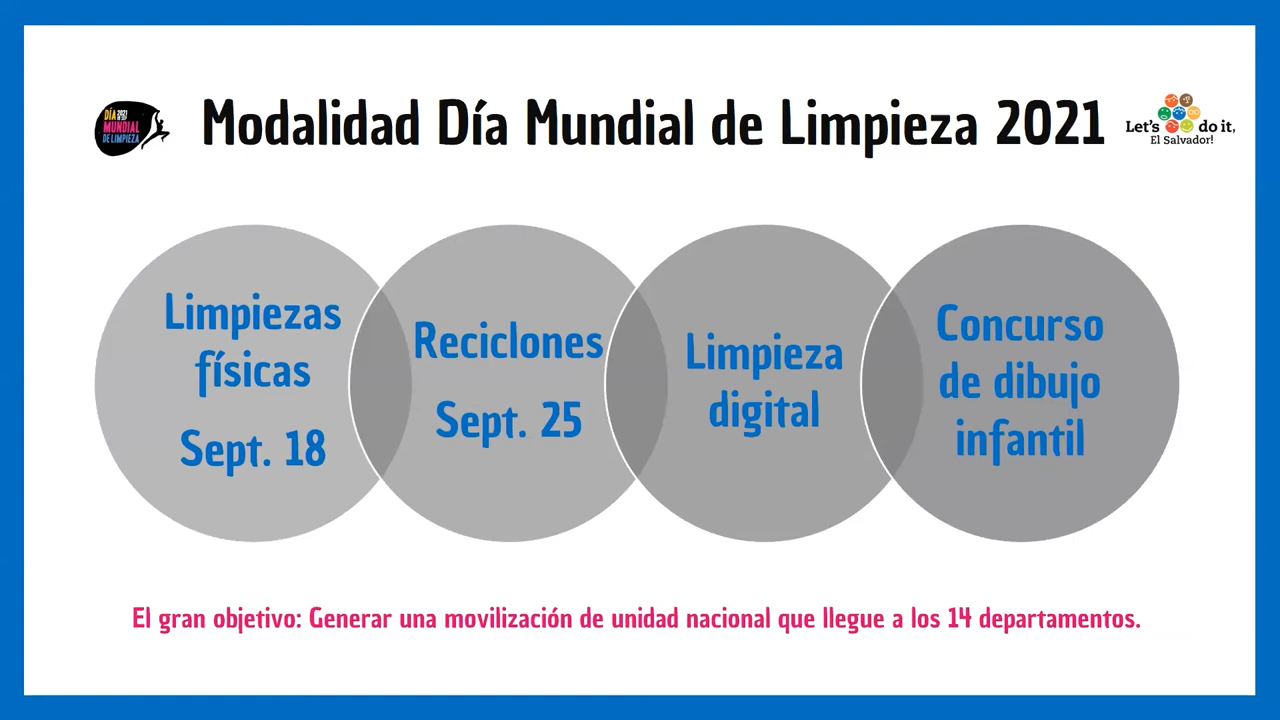 DÍA 2021
MUNDIAL
DE LIMPIEZA
Modalidad Día Mundial de Limpieza 2021
Let's do it,
El Salvador!
Limpiezas
físicas
Sept. 18
Reciclones
Sept. 25
Limpieza
digital
Concurso
de dibujo
infantil
El gran objetivo: Generar una movilización de unidad nacional que llegue a los 14 departamentos.